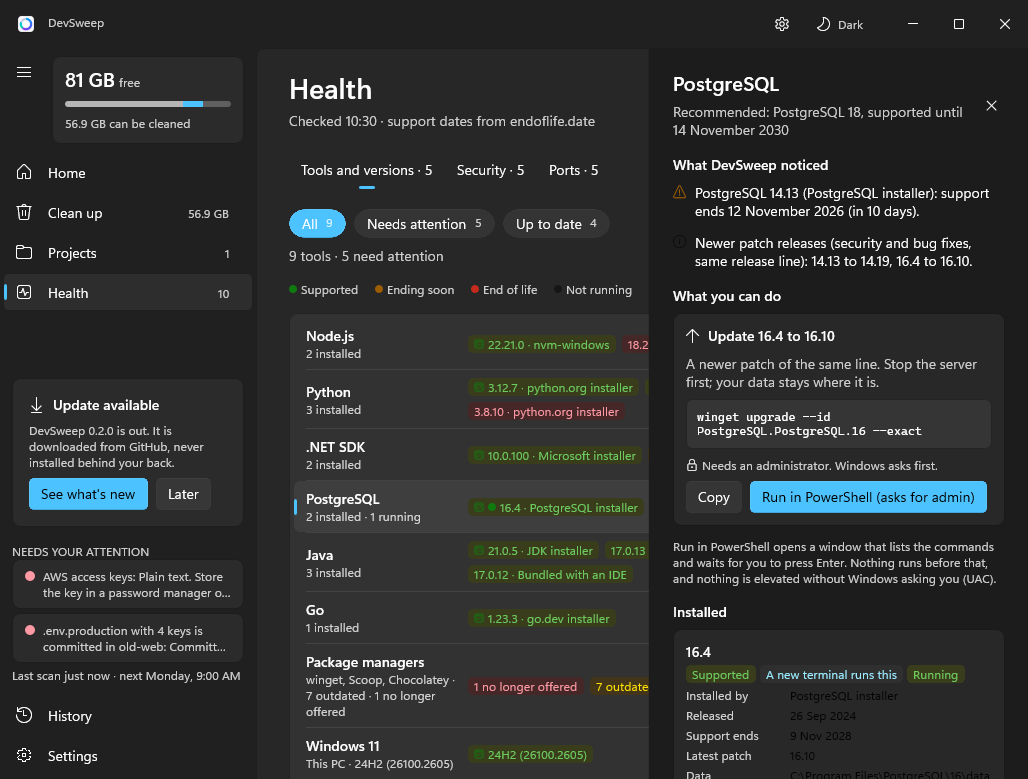 DevSweep
Dark
81 GB free
56.9 GB can be cleaned
Home
Clean up 56.9 GB
Projects 1
Health 10
Update available
DevSweep 0.2.0 is out. It is
downloaded from GitHub, never
installed behind your back.
See what's new
Later
NEEDS YOUR ATTENTION
AWS access keys: Plain text. Store
the key in a password manager o...
.env.production with 4 keys is
committed in old-web: Committ...
Last scan just now · next Monday, 9:00 AM
History
Settings
Health
Checked 10:30 · support dates from endoflife.date
Tools and versions · 5
Security · 5
Ports · 5
All 9
Needs attention 5
Up to date 4
9 tools · 5 need attention
Supported
Ending soon
End of life
Not running
Node.js
2 installed
22.21.0 · nvm-windows
18.2
Python
3 installed
3.12.7 · python.org installer
3.8.10 · python.org installer
.NET SDK
2 installed
10.0.100 · Microsoft installer
PostgreSQL
2 installed · 1 running
16.4 · PostgreSQL installer
Java
3 installed
21.0.5 · JDK installer
17.0.13
17.0.12 · Bundled with an IDE
Go
1 installed
1.23.3 · go.dev installer
Package managers
winget, Scoop, Chocolatey ·
7 outdated · 1 no longer
offered
1 no longer offered
7 outdate
Windows 11
This PC · 24H2 (26100.2605)
24H2 (26100.2605)
PostgreSQL
Recommended: PostgreSQL 18, supported until
14 November 2030
What DevSweep noticed
PostgreSQL 14.13 (PostgreSQL installer): support
ends 12 November 2026 (in 10 days).
Newer patch releases (security and bug fixes,
same release line): 14.13 to 14.19, 16.4 to 16.10.
What you can do
Update 16.4 to 16.10
A newer patch of the same line. Stop the server
first; your data stays where it is.
winget upgrade --id
PostgreSQL.PostgreSQL.16 --exact
Needs an administrator. Windows asks first.
Copy
Run in PowerShell (asks for admin)
Run in PowerShell opens a window that lists the commands
and waits for you to press Enter. Nothing runs before that,
and nothing is elevated without Windows asking you (UAC).
Installed
16.4
Supported
A new terminal runs this
Running
Installed by PostgreSQL installer
Released 26 Sep 2024
Support ends 9 Nov 2028
Latest patch 16.10
Data C:\Program Files\PostgreSQL\16\data